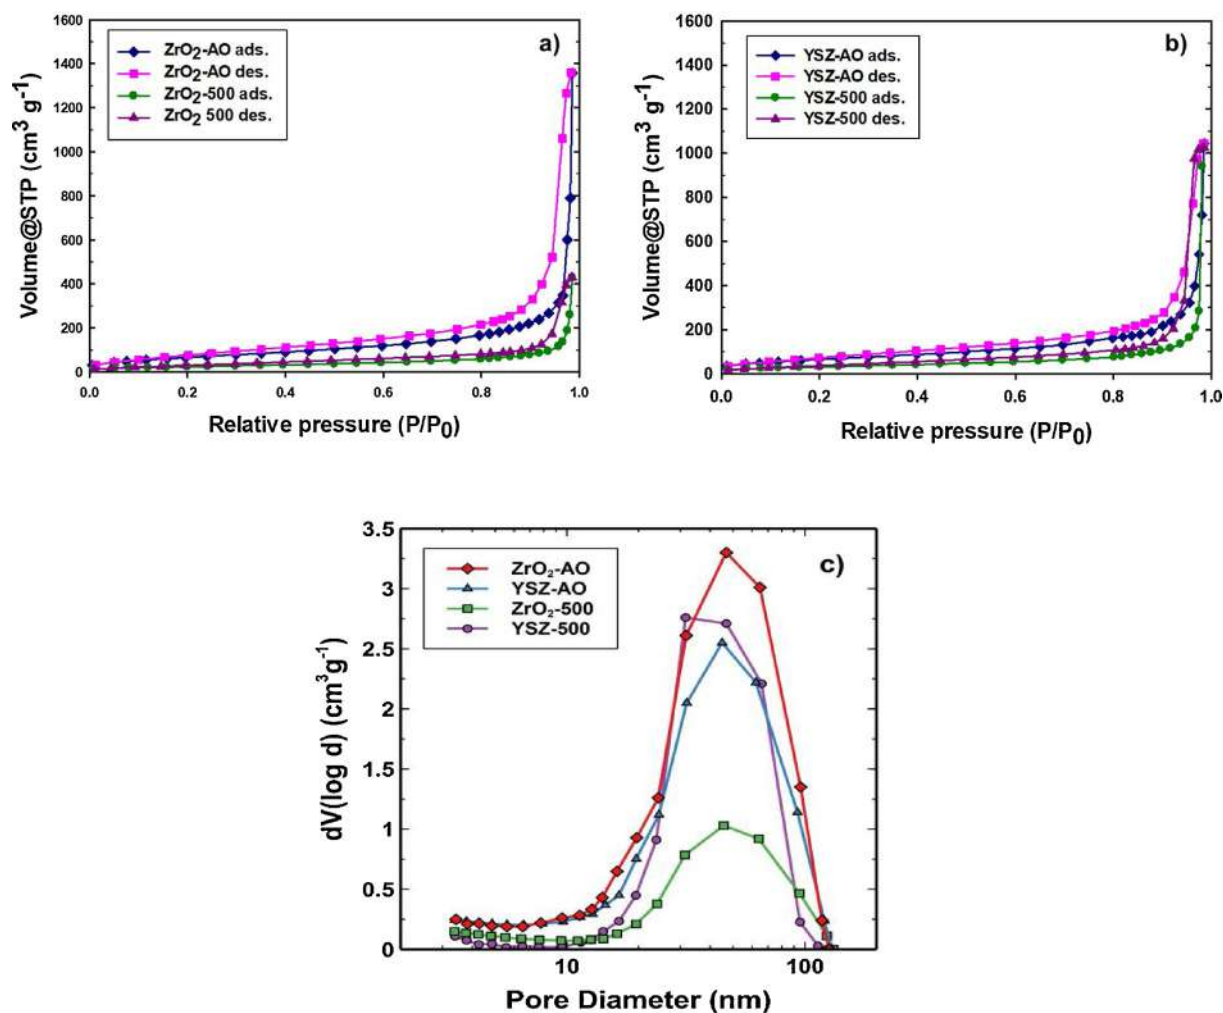 a)
ZrO2-AO ads.
ZrO2-AO des.
ZrO2-500 ads.
ZrO2 500 des.
Volume@STP (cm3 g-1)
1600
1400
1200
1000
800
600
400
200
0
0.0 0.2 0.4 0.6 0.8 1.0
Relative pressure (P/P0)
b)
YSZ-AO ads.
YSZ-AO des.
YSZ-500 ads.
YSZ-500 des.
Volume@STP (cm3 g-1)
1600
1400
1200
1000
800
600
400
200
0
0.0 0.2 0.4 0.6 0.8 1.0
Relative pressure (P/P0)
c)
ZrO2-AO
YSZ-AO
ZrO2-500
YSZ-500
dV(log d) (cm3g-1)
3.5
3
2.5
2
1.5
1
0.5
0
10 100
Pore Diameter (nm)